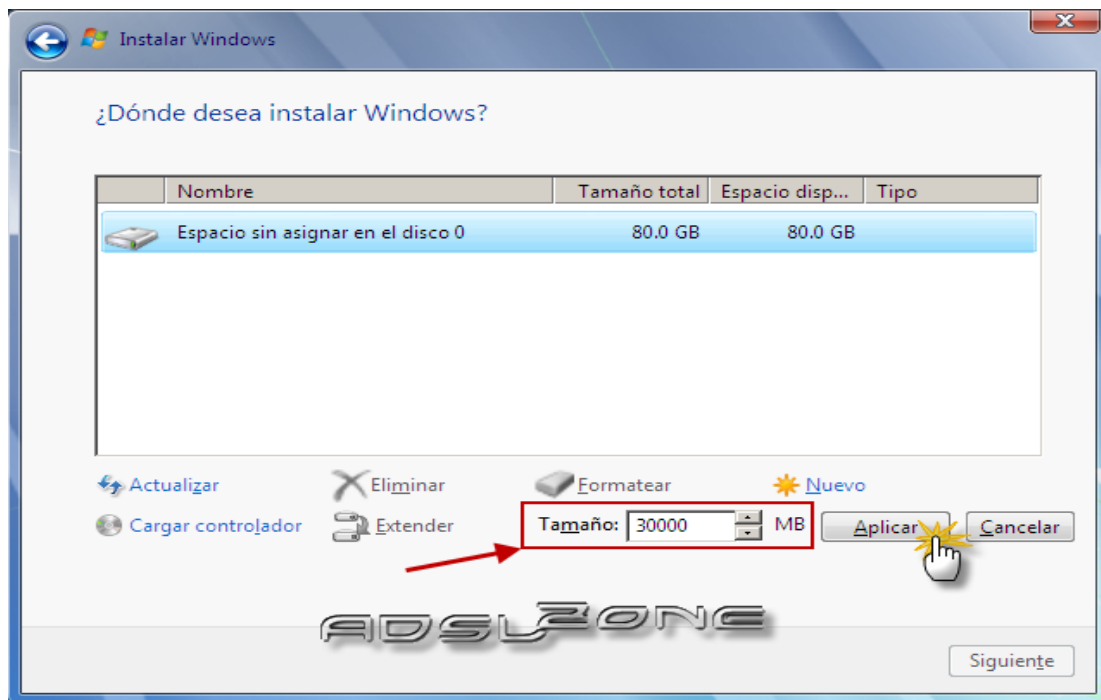 Instalar Windows
¿Dónde desea instalar Windows?
Nombre Tamaño total Espacio disp... Tipo
Espacio sin asignar en el disco 0 80.0 GB 80.0 GB
Actualizar Eliminar Formatear Nuevo
Cargar controlador Extender Tamaño: 30000 MB Aplicar Cancelar
ADSLZONE
Siguiente